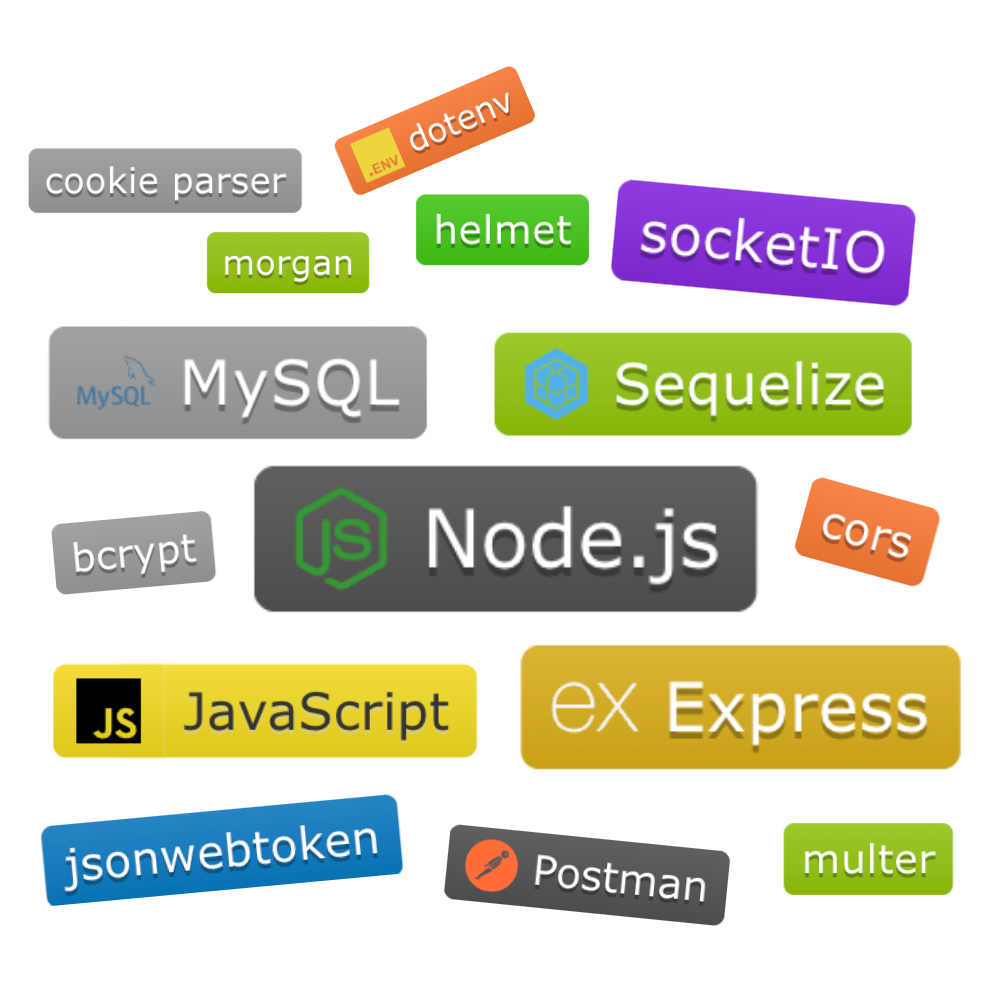 .ENV dotenv
cookie parser
helmet
socketIO
morgan
MySQL MySQL
Sequelize
JS Node.js
cors
bcrypt
JS JavaScript
ex Express
jsonwebtoken
Postman
multer